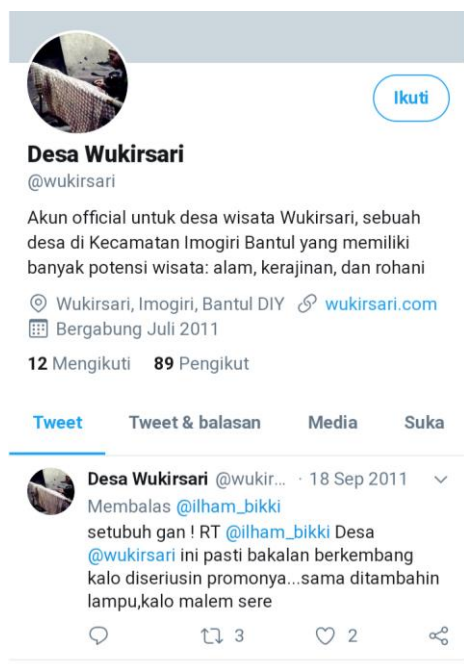 Ikuti
Desa Wukirsari
@wukirsari
Akun official untuk desa wisata Wukirsari, sebuah
desa di Kecamatan Imogiri Bantul yang memiliki
banyak potensi wisata: alam, kerajinan, dan rohani
Wukirsari, Imogiri, Bantul DIY wukirsari.com
Bergabung Juli 2011
12 Mengikuti 89 Pengikut
Tweet Tweet & balasan Media Suka
Desa Wukirsari @wukir... · 18 Sep 2011
Membalas @ilham_bikki
setubuh gan ! RT @ilham_bikki Desa
@wukirsari ini pasti bakalan berkembang
kalo diseriusin promonya...sama ditambahin
lampu,kalo malem sere
3 2